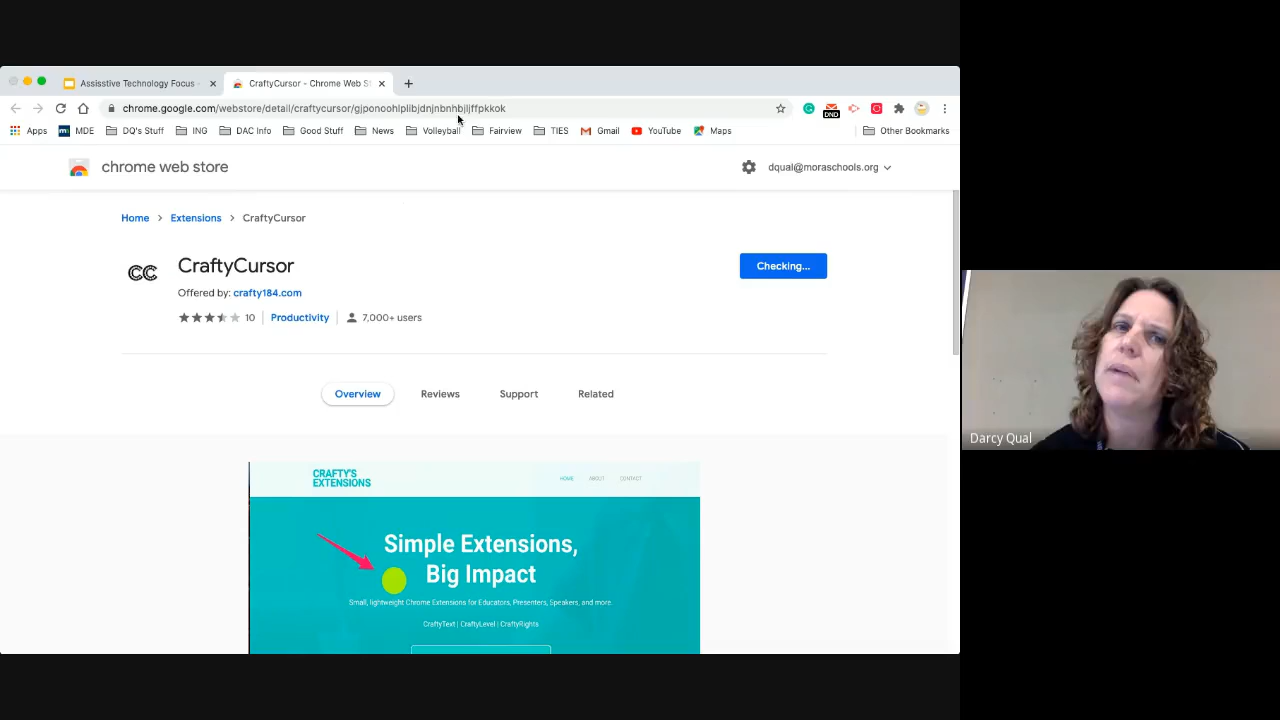 Assisstive Technology Focus -
CraftyCursor - Chrome Web St
chrome.google.com/webstore/detail/craftycursor/gjponoohlplibjdnjnbnhbjljffpkkok
DND
Apps
MDE
DQ's Stuff
ING
DAC Info
Good Stuff
News
Volleyball
Fairview
TIES
Gmail
YouTube
Maps
Other Bookmarks
chrome web store
dqual@moraschools.org
Home
Extensions
CraftyCursor
CC
CraftyCursor
Checking...
Offered by: crafty184.com
10
Productivity
7,000+ users
Overview
Reviews
Support
Related
CRAFTY'S
EXTENSIONS
HOME
ABOUT
CONTACT
Simple Extensions,
Big Impact
Small, lightweight Chrome Extensions for Educators, Presenters, Speakers, and more.
CraftyText | CraftyLevel | CraftyRights
Darcy Qual